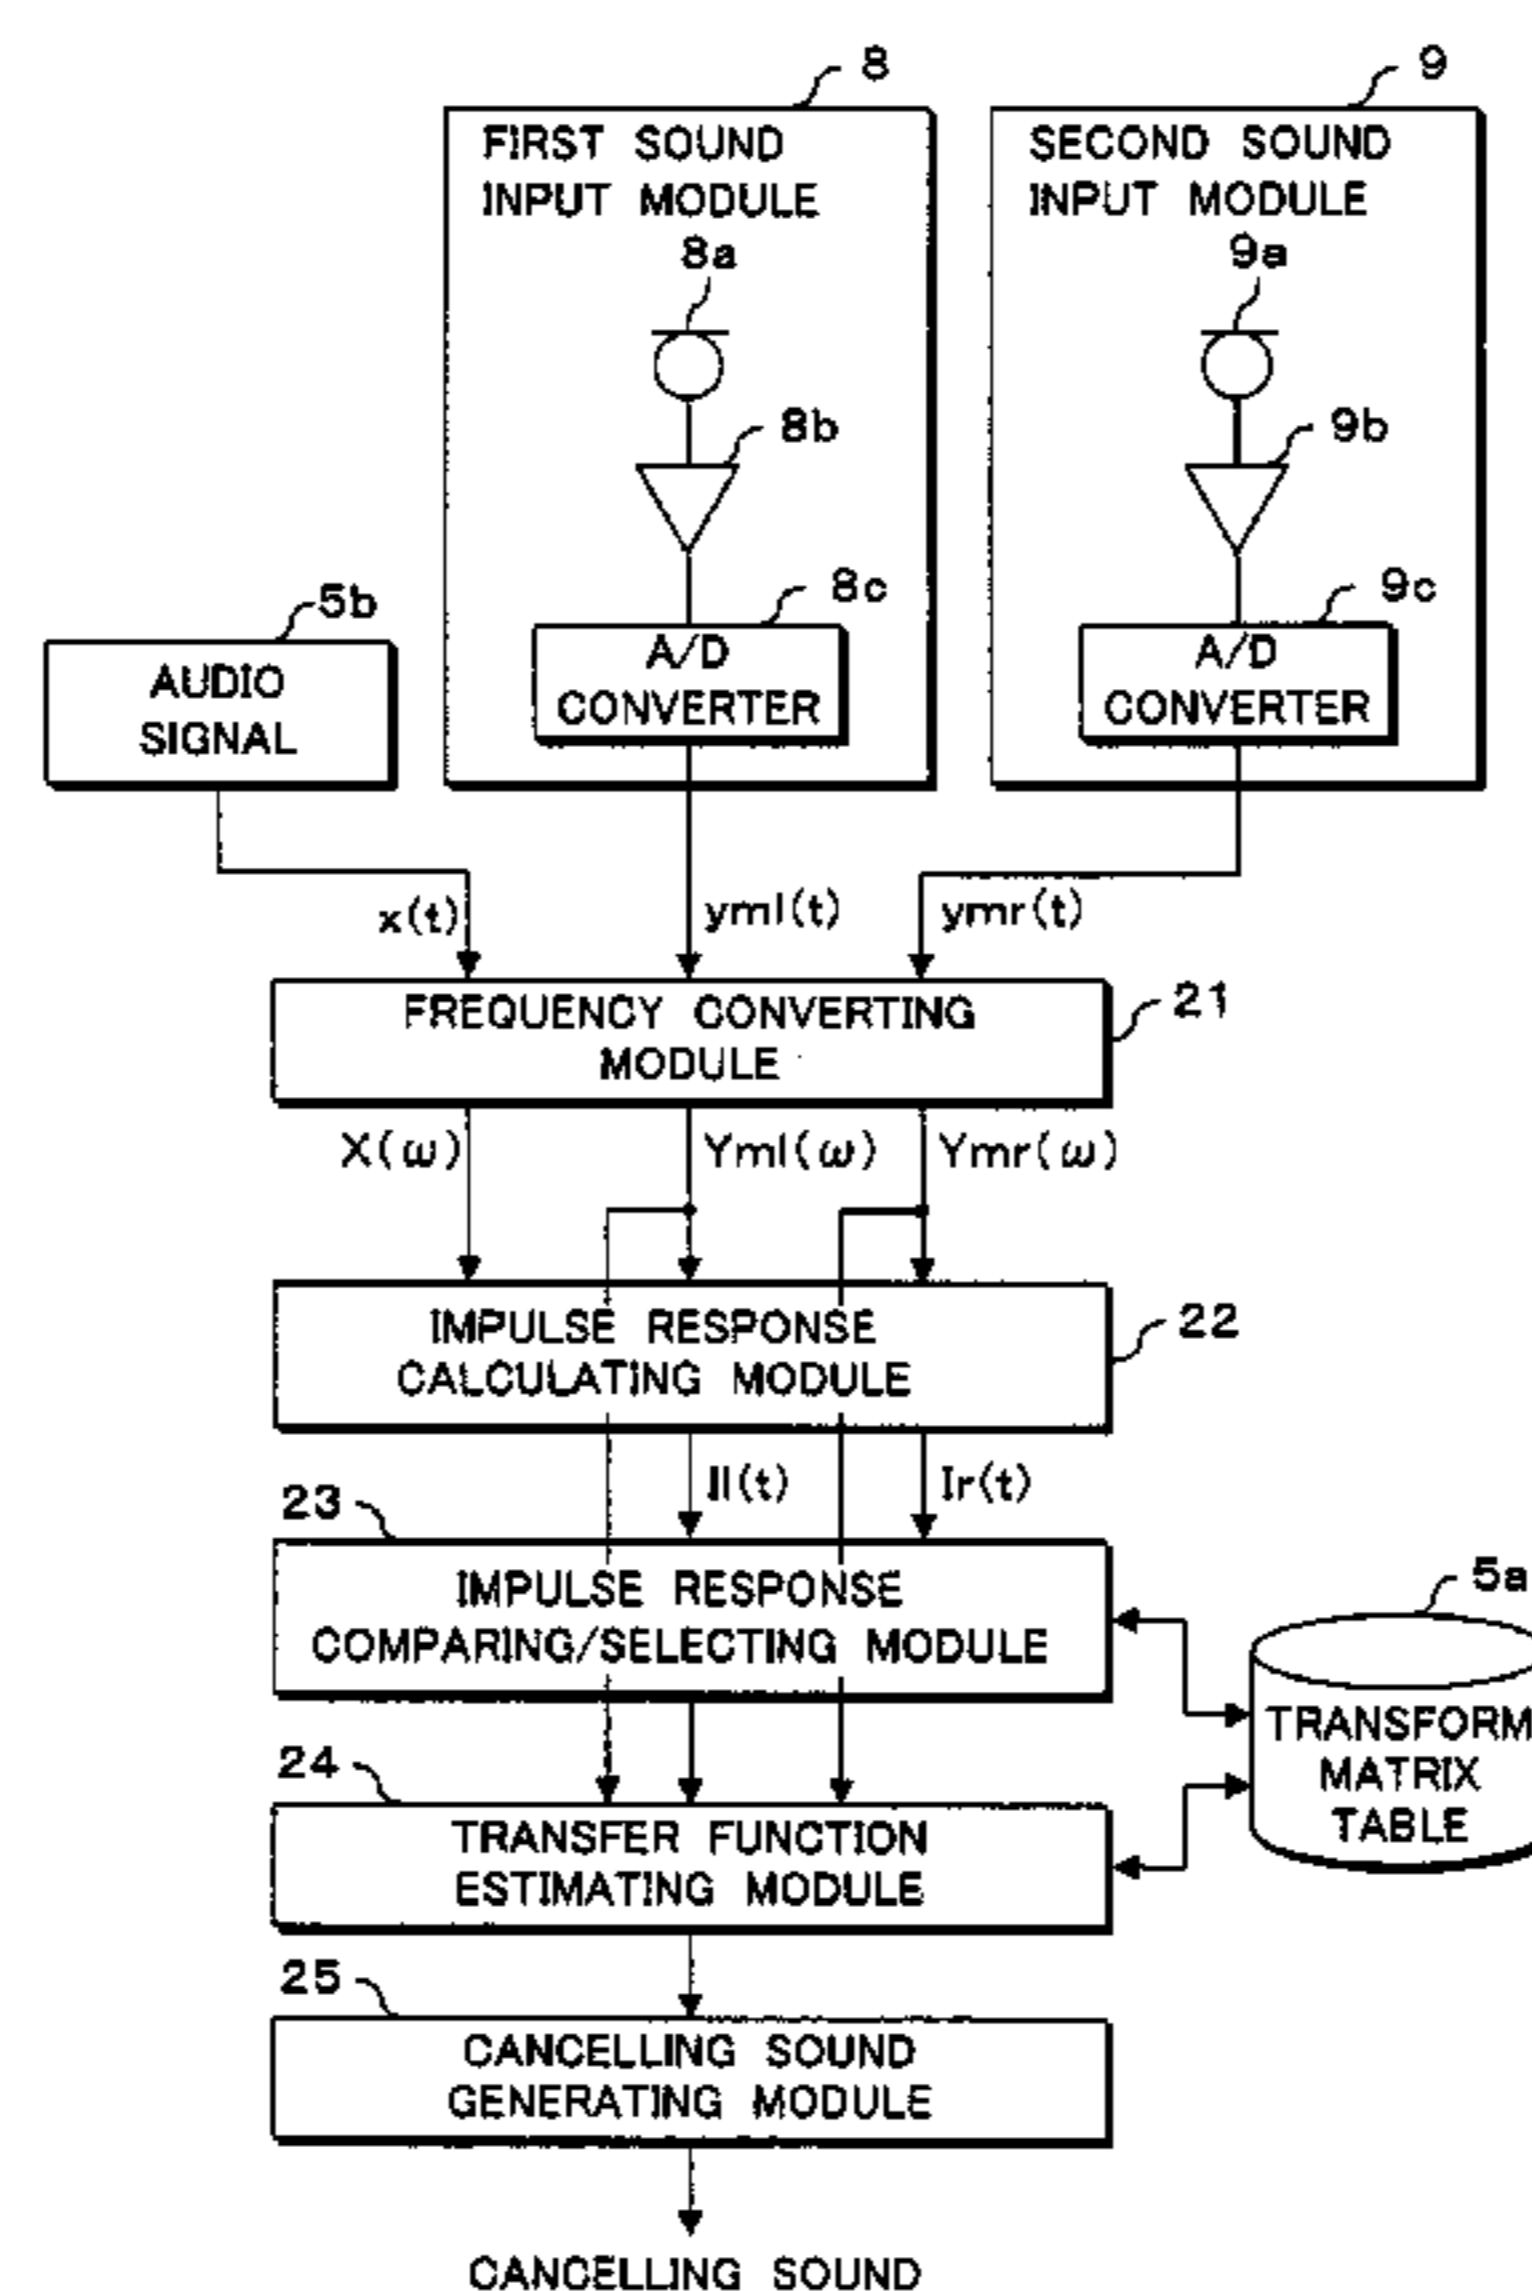 8
9
FIRST SOUND
INPUT MODULE
SECOND SOUND
INPUT MODULE
8a
9a
8b
9b
5b
8c
9c
AUDIO
SIGNAL
A/D
CONVERTER
A/D
CONVERTER
x(t)
yml(t)
ymr(t)
FREQUENCY CONVERTING
MODULE
21
X(ω)
Yml(ω)
Ymr(ω)
IMPULSE RESPONSE
CALCULATING MODULE
22
Il(t)
Ir(t)
23
IMPULSE RESPONSE
COMPARING/SELECTING MODULE
5a
TRANSFORM
MATRIX
TABLE
24
TRANSFER FUNCTION
ESTIMATING MODULE
25
CANCELLING SOUND
GENERATING MODULE
CANCELLING SOUND